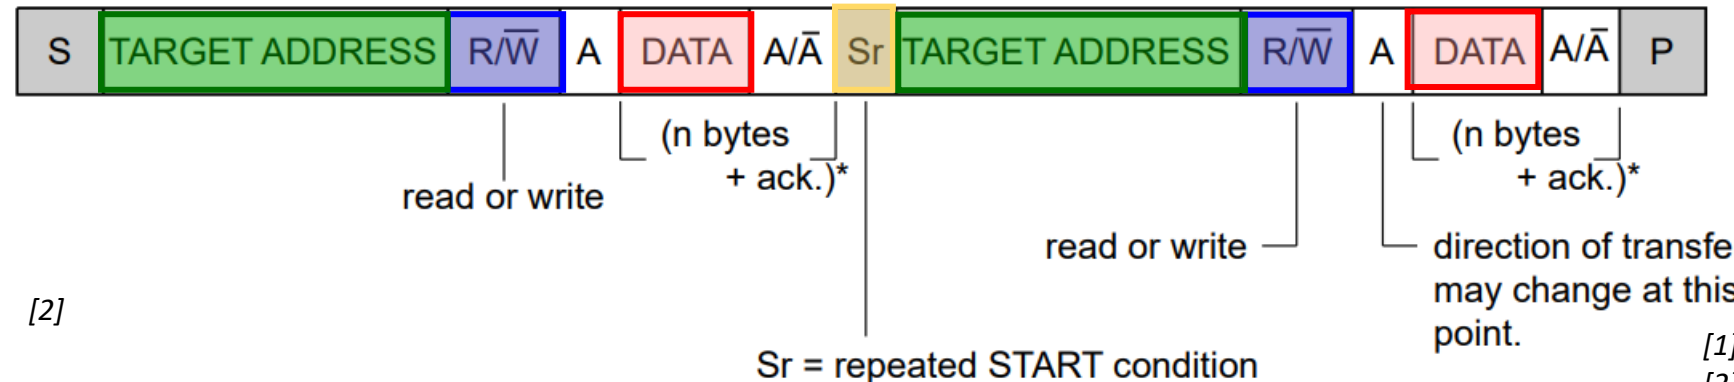 S TARGET ADDRESS R/W̅ A DATA A/A̅ Sr TARGET ADDRESS R/W̅ A DATA A/A̅ P
(n bytes
+ ack.)*
(n bytes
+ ack.)*
read or write
read or write
direction of transfe
may change at this
point.
[2]
Sr = repeated START condition
[1]